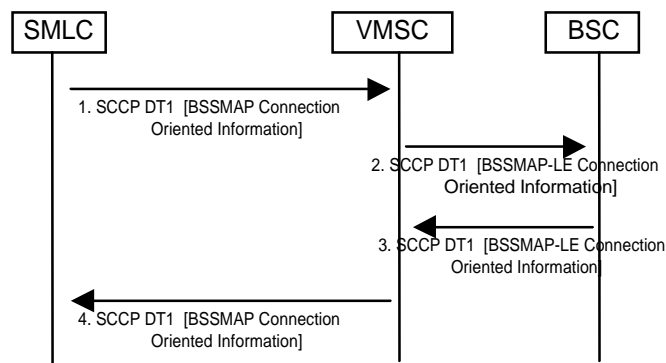 SMLC
VMSC
BSC
1. SCCP DT1 [BSSMAP Connection
Oriented Information]
2. SCCP DT1 [BSSMAP-LE Connection
Oriented Information]
3. SCCP DT1 [BSSMAP-LE Connection
Oriented Information]
4. SCCP DT1 [BSSMAP Connection
Oriented Information]